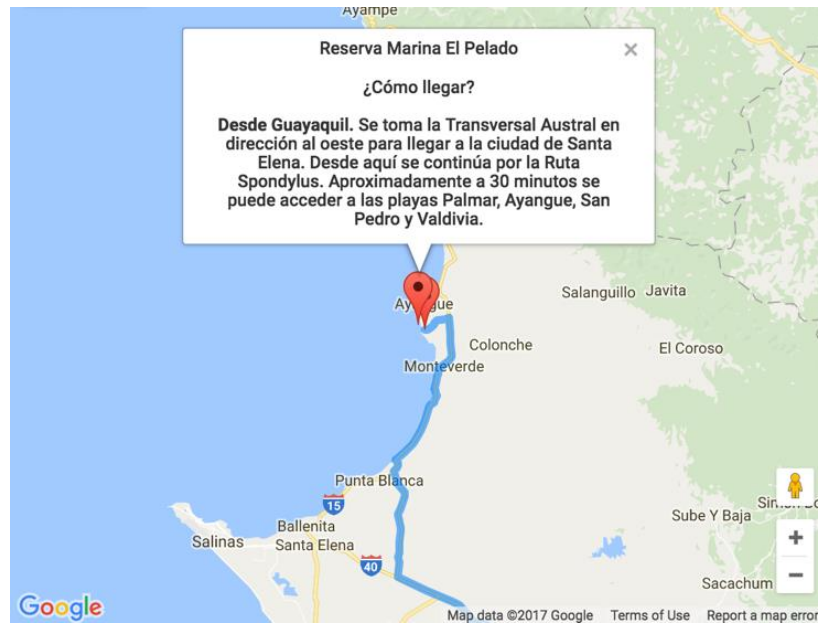 Ayampe
Reserva Marina El Pelado
×
¿Cómo llegar?
Desde Guayaquil. Se toma la Transversal Austral en
dirección al oeste para llegar a la ciudad de Santa
Elena. Desde aquí se continúa por la Ruta
Spondylus. Aproximadamente a 30 minutos se
puede acceder a las playas Palmar, Ayangue, San
Pedro y Valdivia.
Salanguillo
Javita
Colonche
El Coroso
Monteverde
Punta Blanca
15
Ballenita
Salinas
Santa Elena
40
Sube Y Baja
+
−
Sacachum
Google
Map data ©2017 Google
Terms of Use
Report a map error